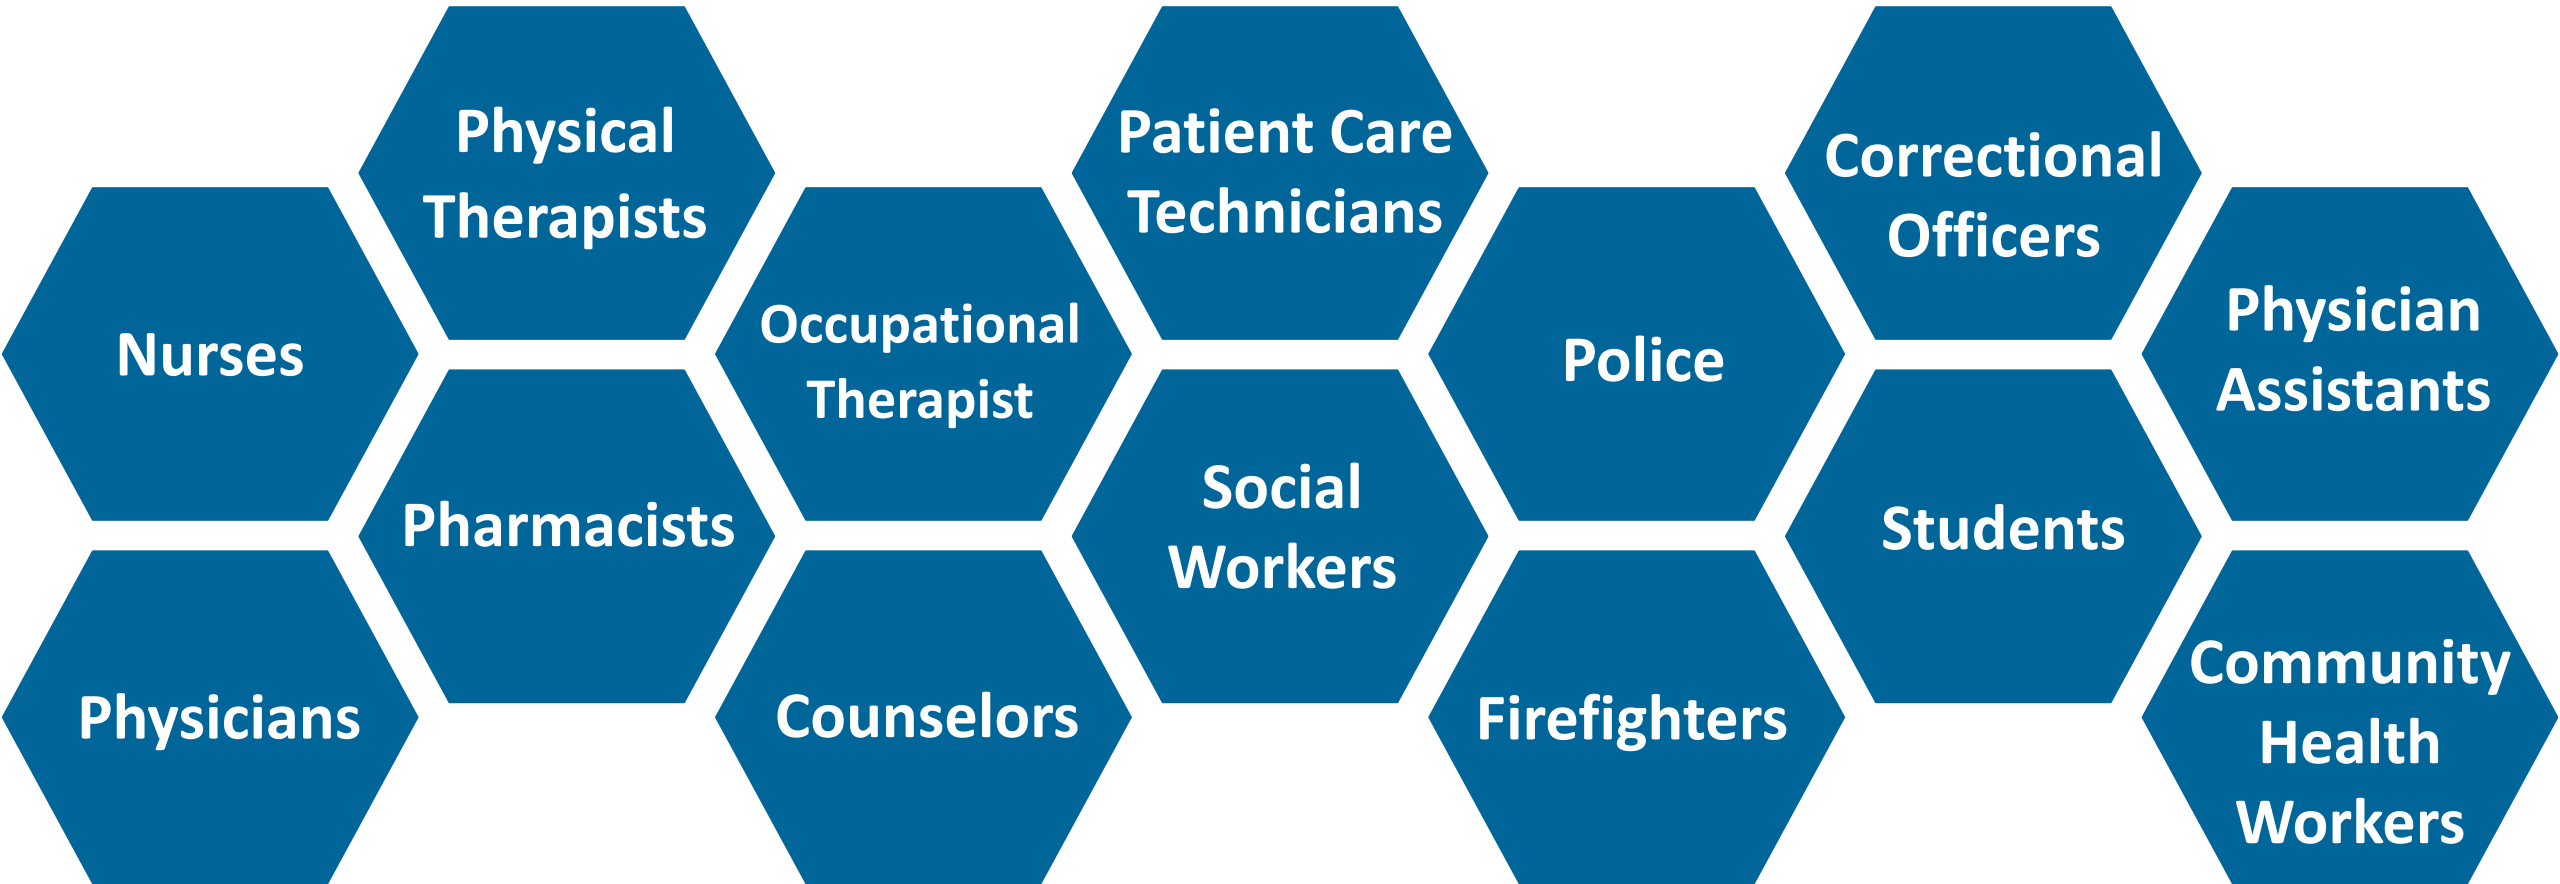 Physical
Therapists
Patient Care
Technicians
Correctional
Officers
Nurses
Occupational
Therapist
Police
Physician
Assistants
Pharmacists
Social
Workers
Students
Physicians
Counselors
Firefighters
Community
Health
Workers